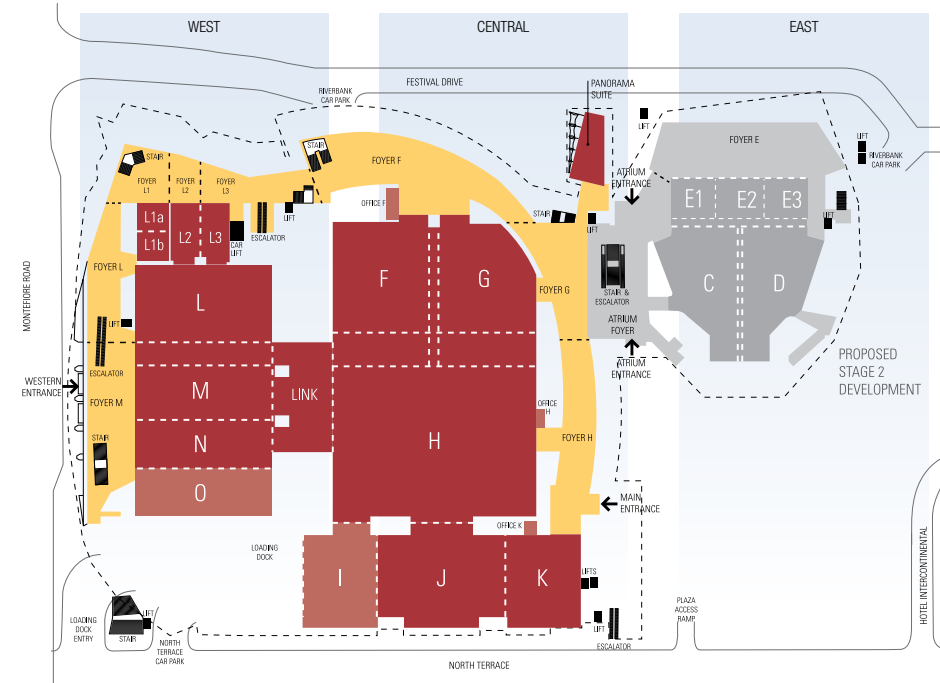 WEST
CENTRAL
EAST
FESTIVAL DRIVE
RIVERBANK
CAR PARK
PANORAMA
SUITE
LIFT
LIFT
RIVERBANK
CAR PARK
STAIR
STAIR
FOYER F
FOYER E
FOYER
L1
FOYER
L2
FOYER
L3
ATRIUM
ENTRANCE
OFFICE F
E1
E2
E3
L1a
L1b
L2
L3
CAR
LIFT
ESCALATOR
LIFT
STAIR
LIFT
LIFT
LIFT
MONTEFIORE ROAD
FOYER L
F
G
FOYER G
STAIR &
ESCALATOR
C
D
L
LIFT
ATRIUM
FOYER
ATRIUM
ENTRANCE
PROPOSED
STAGE 2
DEVELOPMENT
ESCALATOR
WESTERN
ENTRANCE
FOYER M
M
LINK
OFFICE
H
H
FOYER H
STAIR
N
O
MAIN
ENTRANCE
OFFICE K
LOADING
DOCK
I
J
K
LIFTS
LIFT
ESCALATOR
PLAZA
ACCESS
RAMP
HOTEL INTERCONTINENTAL
LOADING
DOCK
ENTRY
LIFT
STAIR
NORTH
TERRACE
CAR PARK
NORTH TERRACE